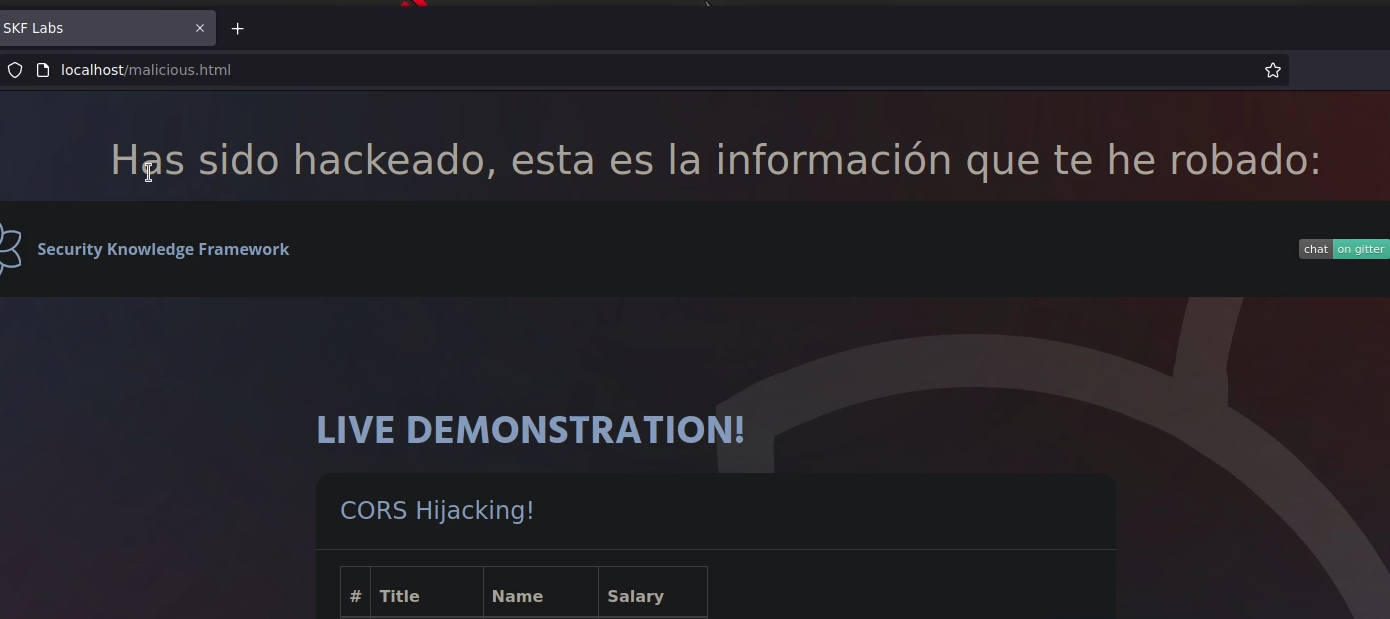 SKF Labs
localhost/malicious.html
Has sido hackeado, esta es la información que te he robado:
Security Knowledge Framework
chat on gitter
LIVE DEMONSTRATION!
CORS Hijacking!
# Title Name Salary